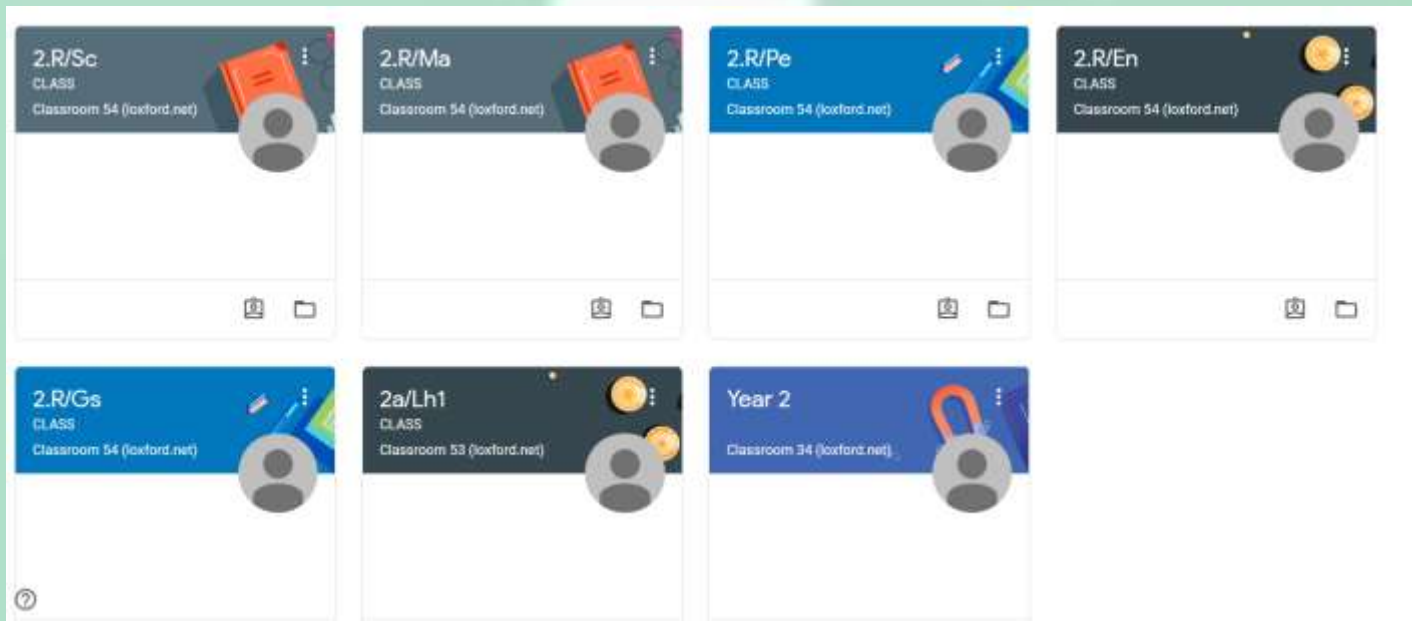 2.R/Sc
CLASS
Classroom 54 (loxford.net)
2.R/Ma
CLASS
Classroom 54 (loxford.net)
2.R/Pe
CLASS
Classroom 54 (loxford.net)
2.R/En
CLASS
Classroom 54 (loxford.net)
2.R/Gs
CLASS
Classroom 54 (loxford.net)
2a/Lh1
CLASS
Classroom 53 (loxford.net)
Year 2
Classroom 34 (loxford.net)